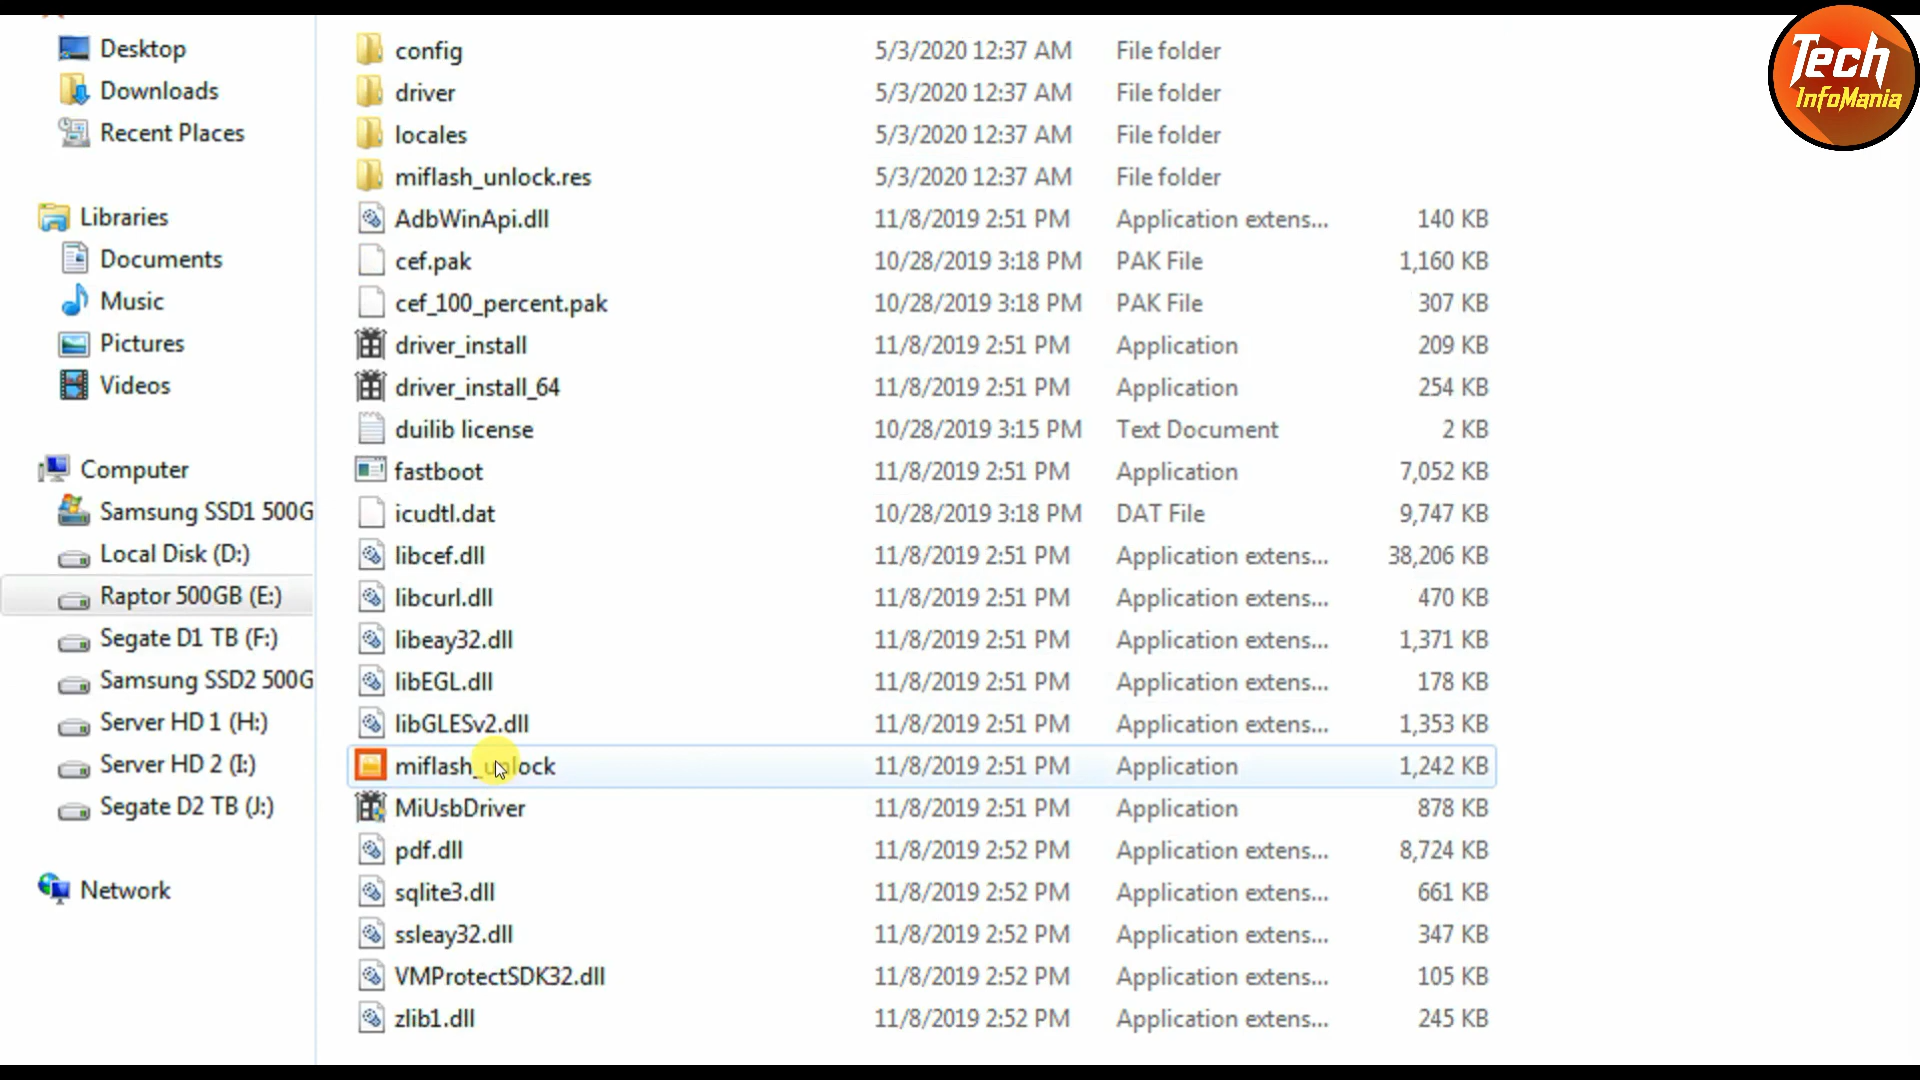 Desktop
Downloads
Recent Places
Libraries
Documents
Music
Pictures
Videos
Computer
Samsung SSD1 500G
Local Disk (D:)
Raptor 500GB (E:)
Segate D1 TB (F:)
Samsung SSD2 500G
Server HD 1 (H:)
Server HD 2 (I:)
Segate D2 TB (J:)
Network
config 5/3/2020 12:37 AM File folder
driver 5/3/2020 12:37 AM File folder
locales 5/3/2020 12:37 AM File folder
miflash_unlock.res 5/3/2020 12:37 AM File folder
AdbWinApi.dll 11/8/2019 2:51 PM Application extens... 140 KB
cef.pak 10/28/2019 3:18 PM PAK File 1,160 KB
cef_100_percent.pak 10/28/2019 3:18 PM PAK File 307 KB
driver_install 11/8/2019 2:51 PM Application 209 KB
driver_install_64 11/8/2019 2:51 PM Application 254 KB
duilib license 10/28/2019 3:15 PM Text Document 2 KB
fastboot 11/8/2019 2:51 PM Application 7,052 KB
icudtl.dat 10/28/2019 3:18 PM DAT File 9,747 KB
libcef.dll 11/8/2019 2:51 PM Application extens... 38,206 KB
libcurl.dll 11/8/2019 2:51 PM Application extens... 470 KB
libeay32.dll 11/8/2019 2:51 PM Application extens... 1,371 KB
libEGL.dll 11/8/2019 2:51 PM Application extens... 178 KB
libGLESv2.dll 11/8/2019 2:51 PM Application extens... 1,353 KB
miflash_unlock 11/8/2019 2:51 PM Application 1,242 KB
MiUsbDriver 11/8/2019 2:51 PM Application 878 KB
pdf.dll 11/8/2019 2:52 PM Application extens... 8,724 KB
sqlite3.dll 11/8/2019 2:52 PM Application extens... 661 KB
ssleay32.dll 11/8/2019 2:52 PM Application extens... 347 KB
VMProtectSDK32.dll 11/8/2019 2:52 PM Application extens... 105 KB
zlib1.dll 11/8/2019 2:52 PM Application extens... 245 KB
Tech
InfoMania